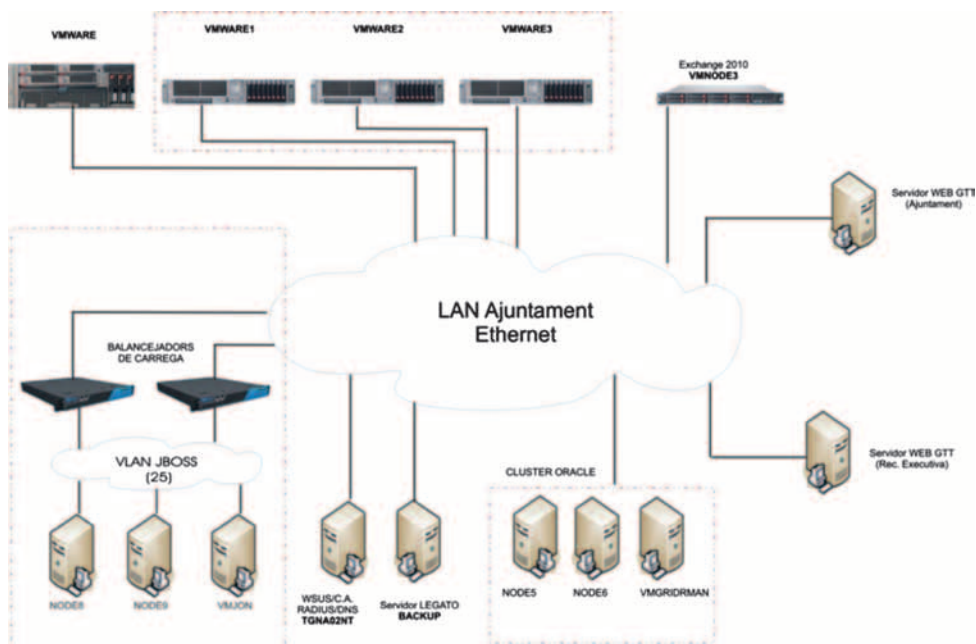 VMWARE
VMWARE1
VMWARE2
VMWARE3
Exchange 2010
VMNODE3
Servidor WEB GTT
(Ajuntament)
LAN Ajuntament
Ethernet
BALANCEJADORS
DE CARREGA
VLAN JBOSS
(25)
NODE8
NODE9
VMJON
WSUS/C.A.
RADIUS/DNS
TGNA02NT
Servidor LEGATO
BACKUP
CLUSTER ORACLE
NODE5
NODE6
VMGRIDRMAN
Servidor WEB GTT
(Rec. Executiva)